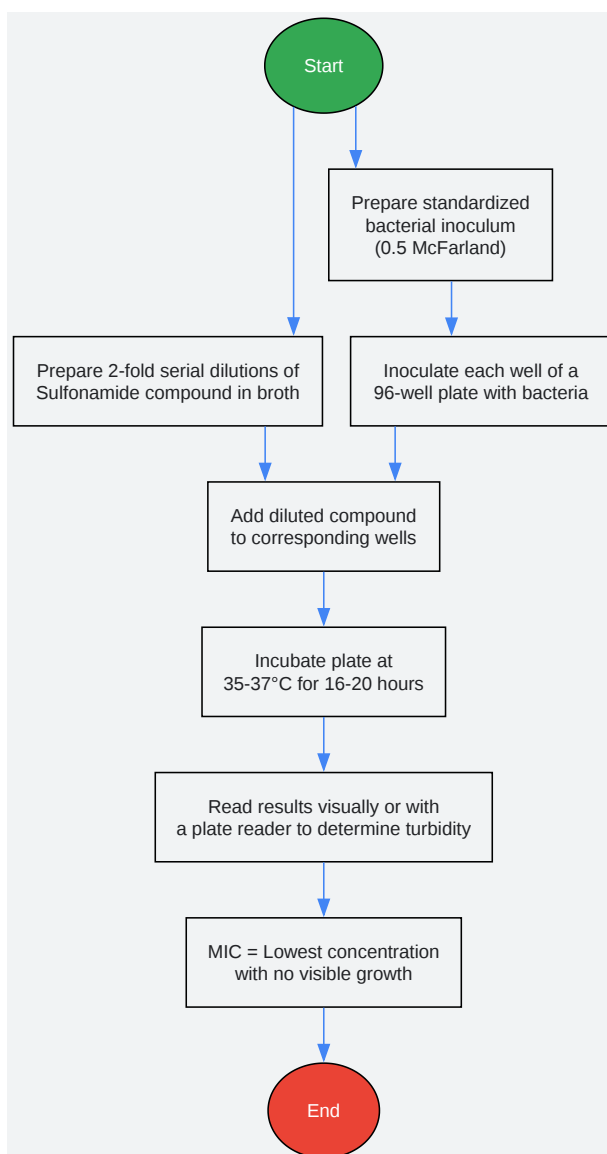 Start
Prepare standardized
bacterial inoculum
(0.5 McFarland)
Prepare 2-fold serial dilutions of
Sulfonamide compound in broth
Inoculate each well of a
96-well plate with bacteria
Add diluted compound
to corresponding wells
Incubate plate at
35-37°C for 16-20 hours
Read results visually or with
a plate reader to determine turbidity
MIC = Lowest concentration
with no visible growth
End